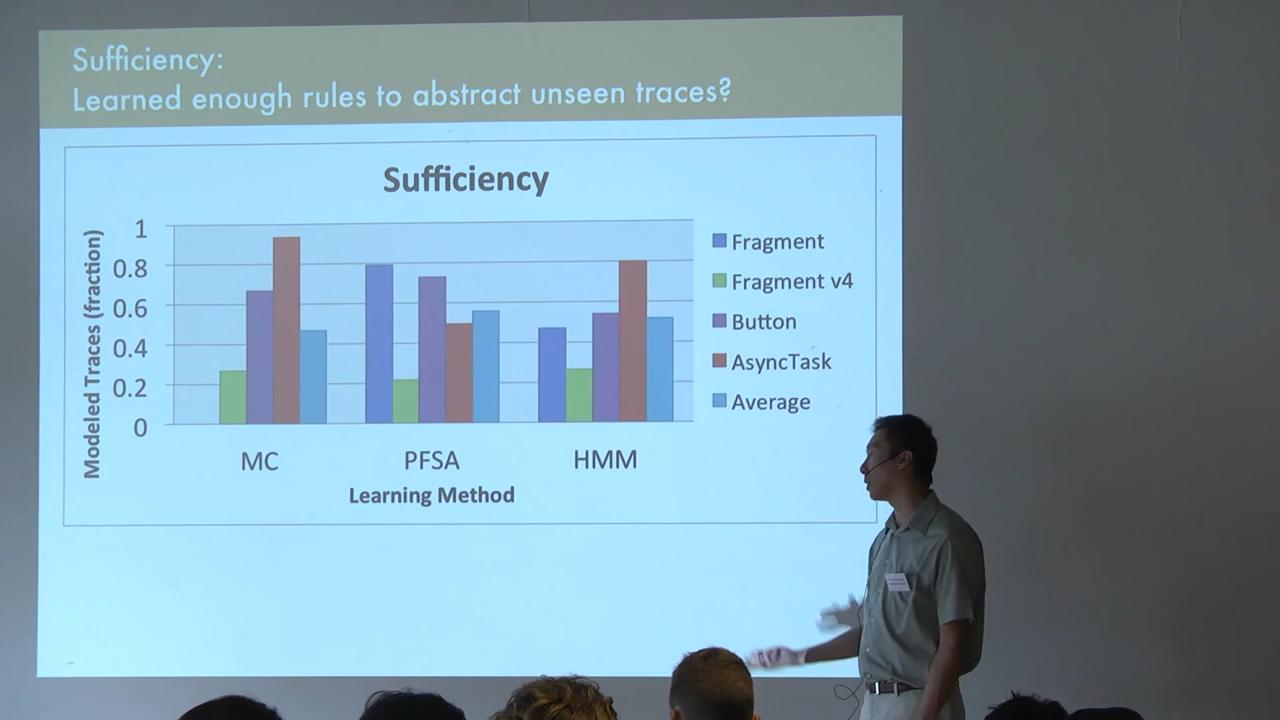 Sufficiency:
Learned enough rules to abstract unseen traces?
Sufficiency
Modeled Traces (fraction)
1
0.8
0.6
0.4
0.2
0
MC
PFSA
HMM
Learning Method
Fragment
Fragment v4
Button
AsyncTask
Average